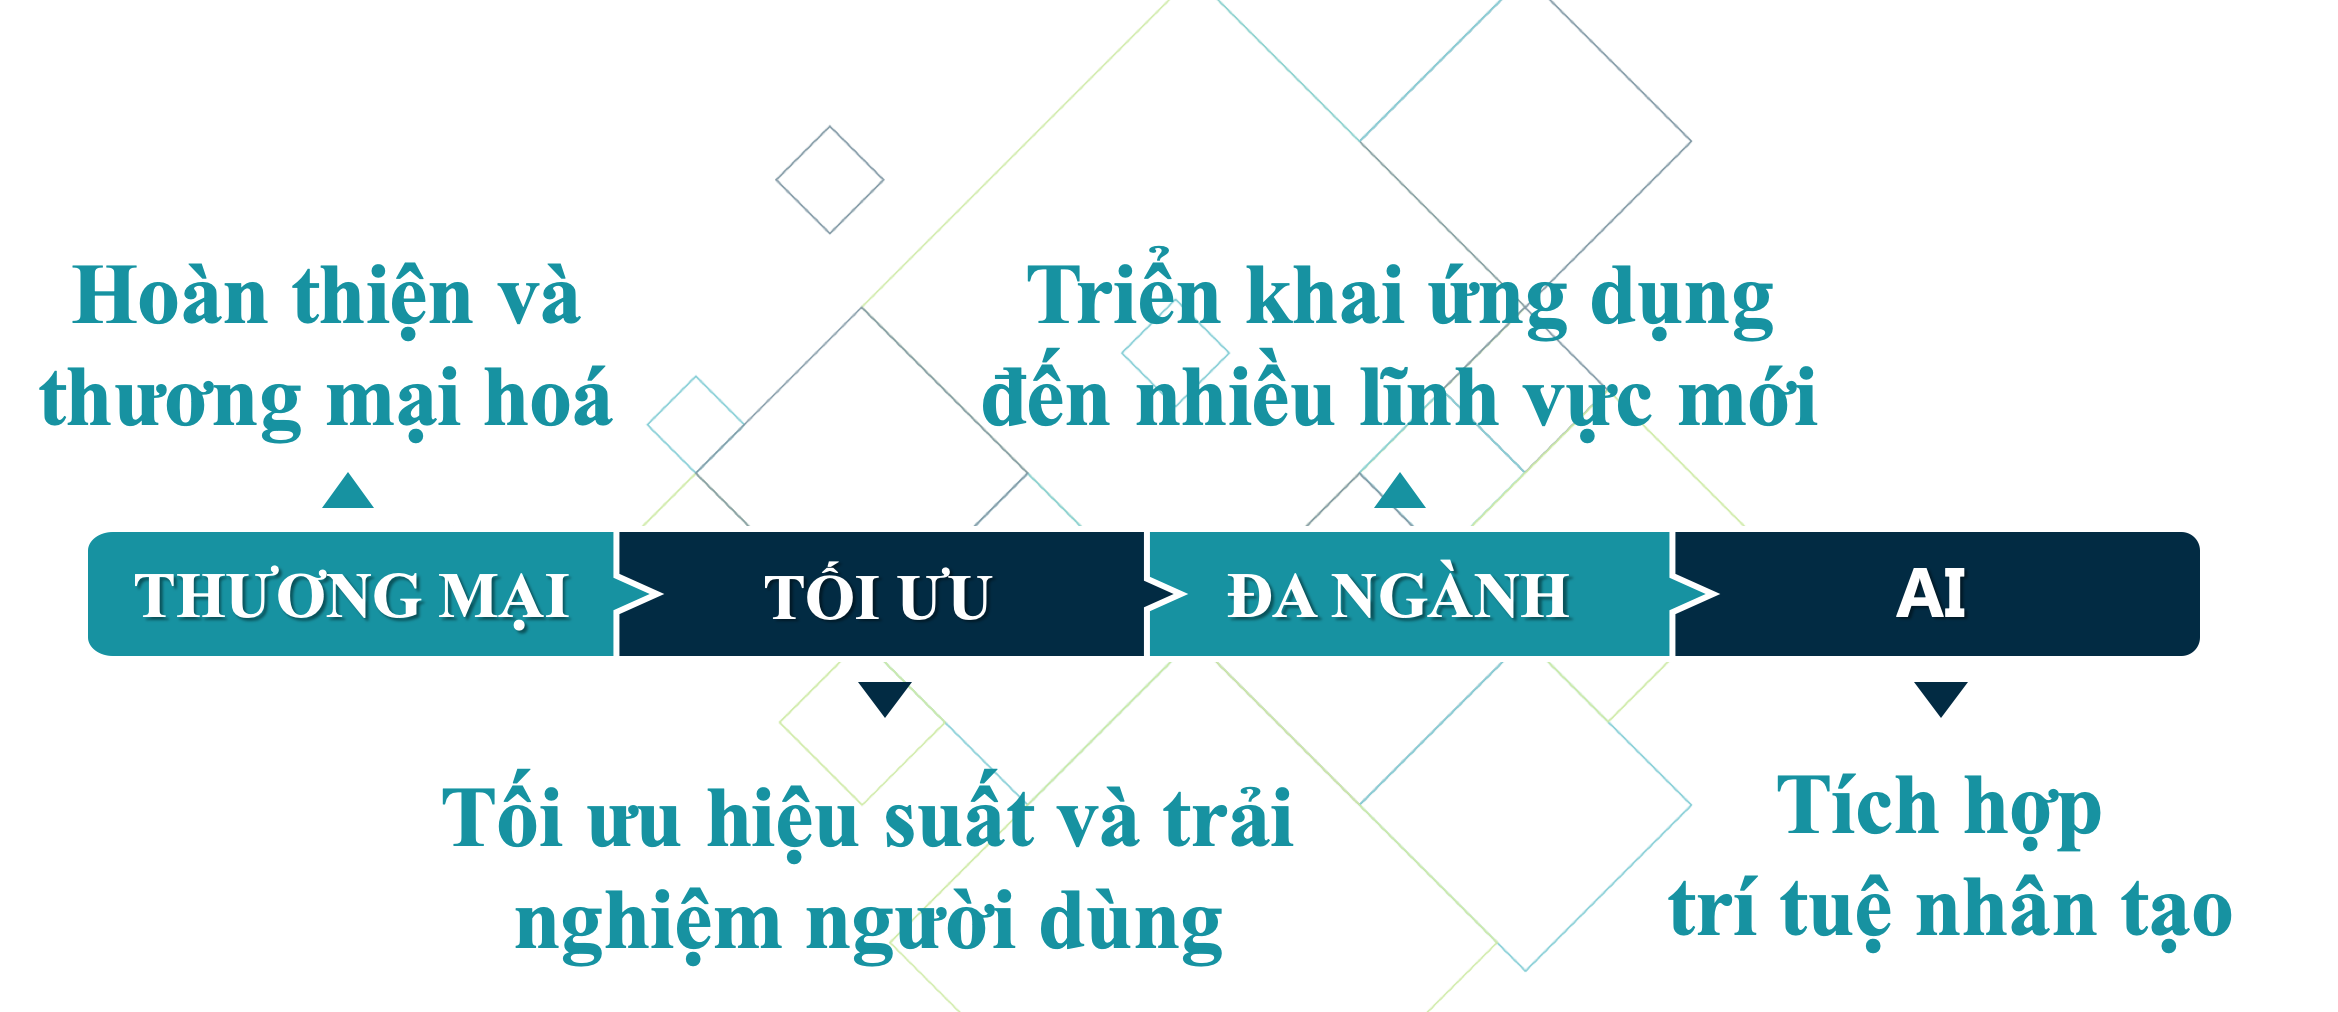 Hoàn thiện và
thương mại hoá
Triển khai ứng dụng
đến nhiều lĩnh vực mới
THƯƠNG MẠI
TỐI ƯU
ĐA NGÀNH
AI
Tối ưu hiệu suất và trải
nghiệm người dùng
Tích hợp
trí tuệ nhân tạo